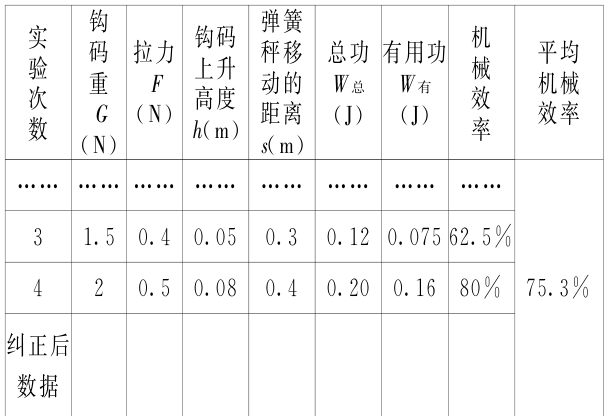 实验次数 钩码重 G (N) 拉力 F (N) 钩码上升高度 h(m) 弹簧秤移动的距离 s(m) 总功 W总 (J) 有用功 W有 (J) 机械效率 平均机械效率
…… …… …… …… …… …… …… ……
3 1.5 0.4 0.05 0.3 0.12 0.075 62.5%
4 2 0.5 0.08 0.4 0.20 0.16 80% 75.3%
纠正后
数据